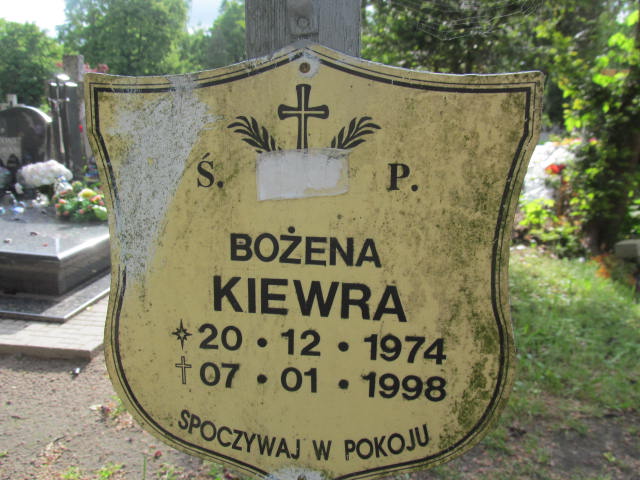 Ś. P.
BOŻENA
KIEWRA
20 • 12 • 1974
07 • 01 • 1998
SPOCZYWAJ W POKOJU